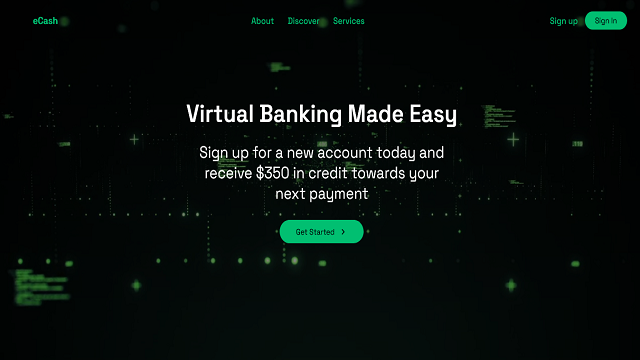 eCash
About
Discover
Services
Sign up
Sign In
Virtual Banking Made Easy
Sign up for a new account today and
receive $350 in credit towards your
next payment
Get Started